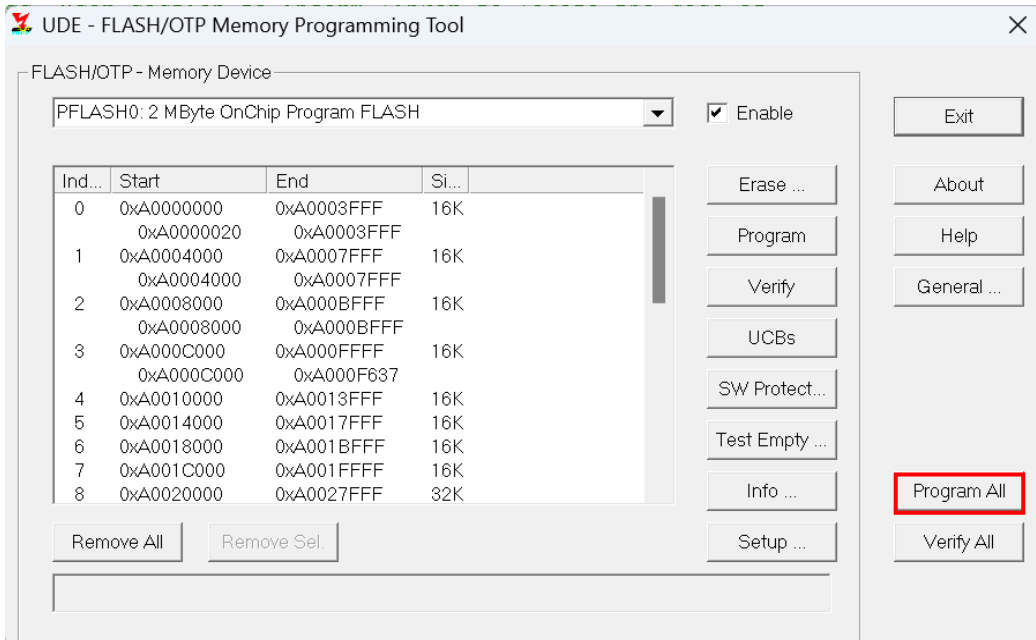 UDE - FLASH/OTP Memory Programming Tool
FLASH/OTP - Memory Device
PFLASH0: 2 MByte OnChip Program FLASH
Enable
Exit
Ind... Start End Si...
0 0xA0000000 0xA0003FFF 16K
0xA0000020 0xA0003FFF
1 0xA0004000 0xA0007FFF 16K
0xA0004000 0xA0007FFF
2 0xA0008000 0xA000BFFF 16K
0xA0008000 0xA000BFFF
3 0xA000C000 0xA000FFFF 16K
0xA000C000 0xA000F637
4 0xA0010000 0xA0013FFF 16K
5 0xA0014000 0xA0017FFF 16K
6 0xA0018000 0xA001BFFF 16K
7 0xA001C000 0xA001FFFF 16K
8 0xA0020000 0xA0027FFF 32K
Erase ...
Program
Verify
UCBs
SW Protect...
Test Empty ...
Info ...
Setup ...
About
Help
General ...
Program All
Verify All
Remove All
Remove Sel.